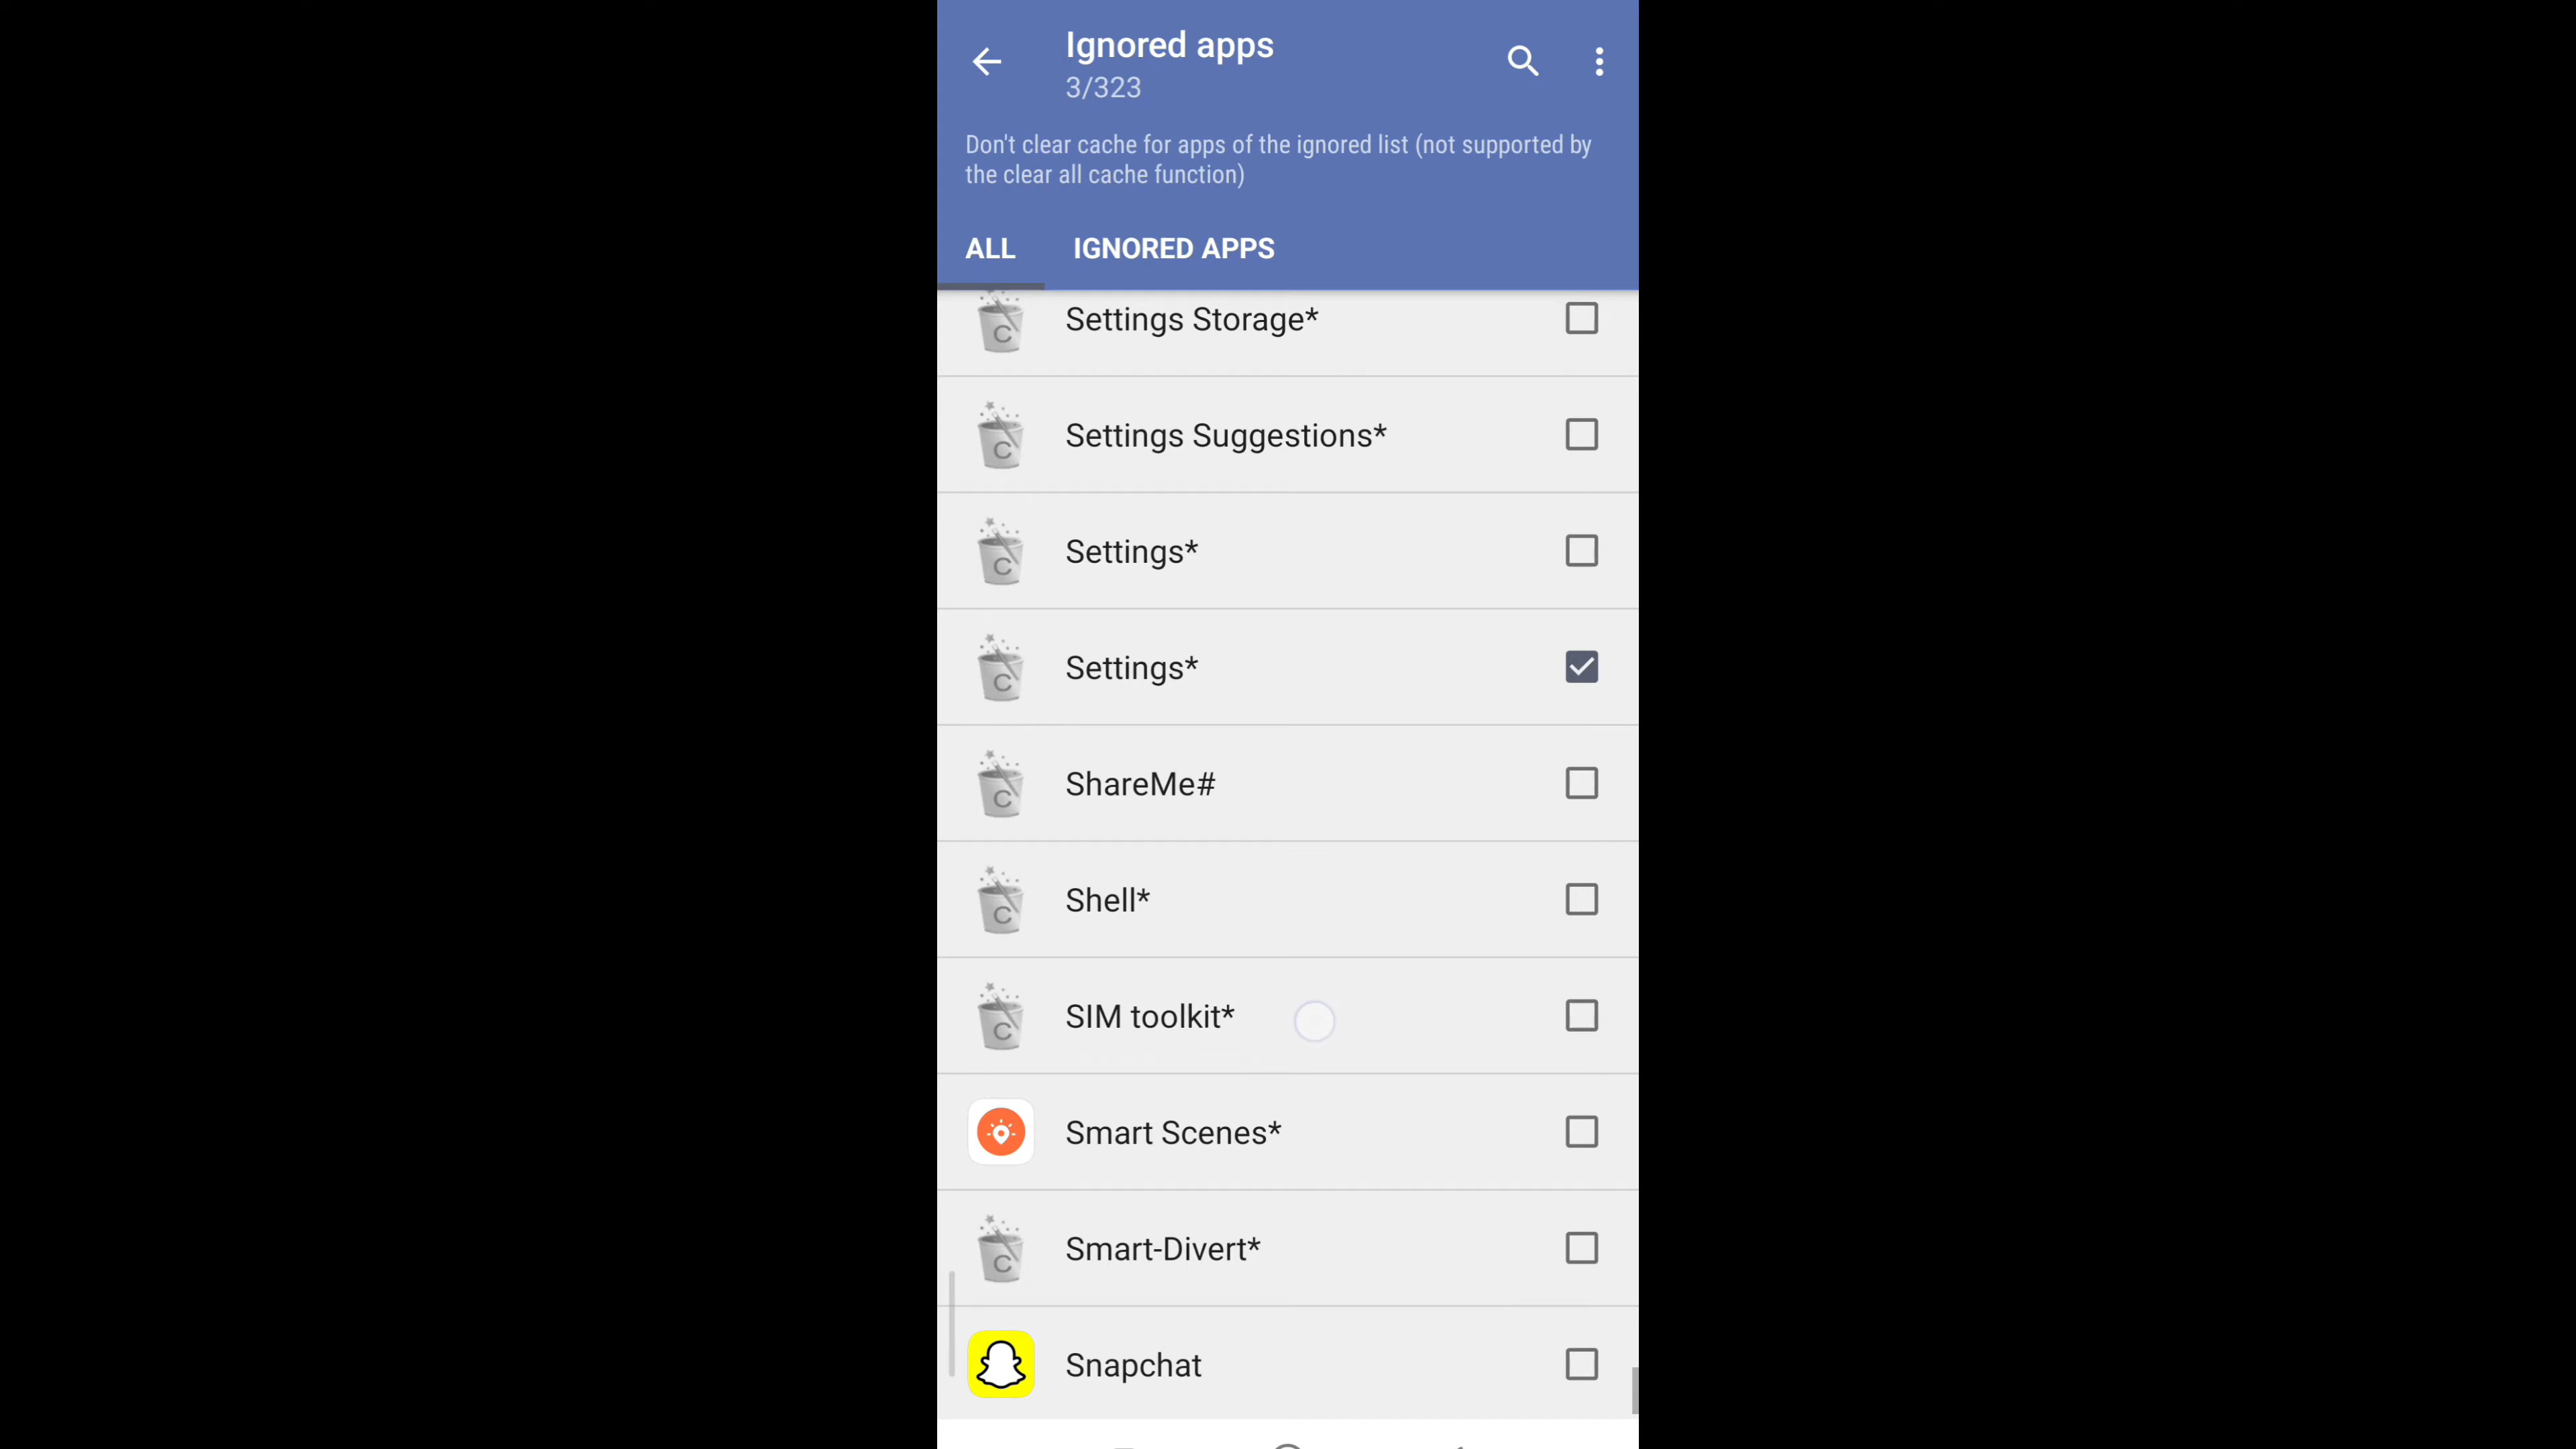 Ignored apps
3/323
Don't clear cache for apps of the ignored list (not supported by
the clear all cache function)
ALL IGNORED APPS
C Settings Storage*
C Settings Suggestions*
C Settings*
C Settings*
C ShareMe#
C Shell*
C SIM toolkit*
Smart Scenes*
C Smart-Divert*
Snapchat